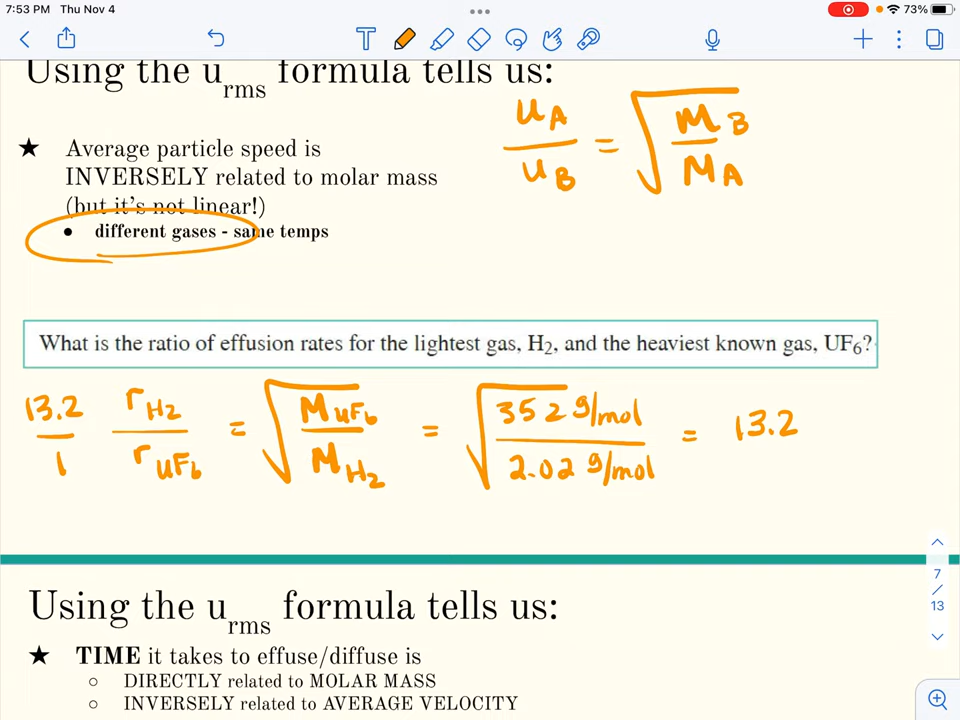 7:53 PM Thu Nov 4
73%
Using the u_rms formula tells us:
u_A / u_B = √(M_B / M_A)
★ Average particle speed is
INVERSELY related to molar mass
(but it's not linear!)
● different gases - same temps
What is the ratio of effusion rates for the lightest gas, H₂, and the heaviest known gas, UF₆?
13.2 / 1 r_H₂ / r_UF₆ = √(M_UF₆ / M_H₂) = √(352 g/mol / 2.02 g/mol) = 13.2
7
/
13
Using the u_rms formula tells us:
★ TIME it takes to effuse/diffuse is
○ DIRECTLY related to MOLAR MASS
○ INVERSELY related to AVERAGE VELOCITY